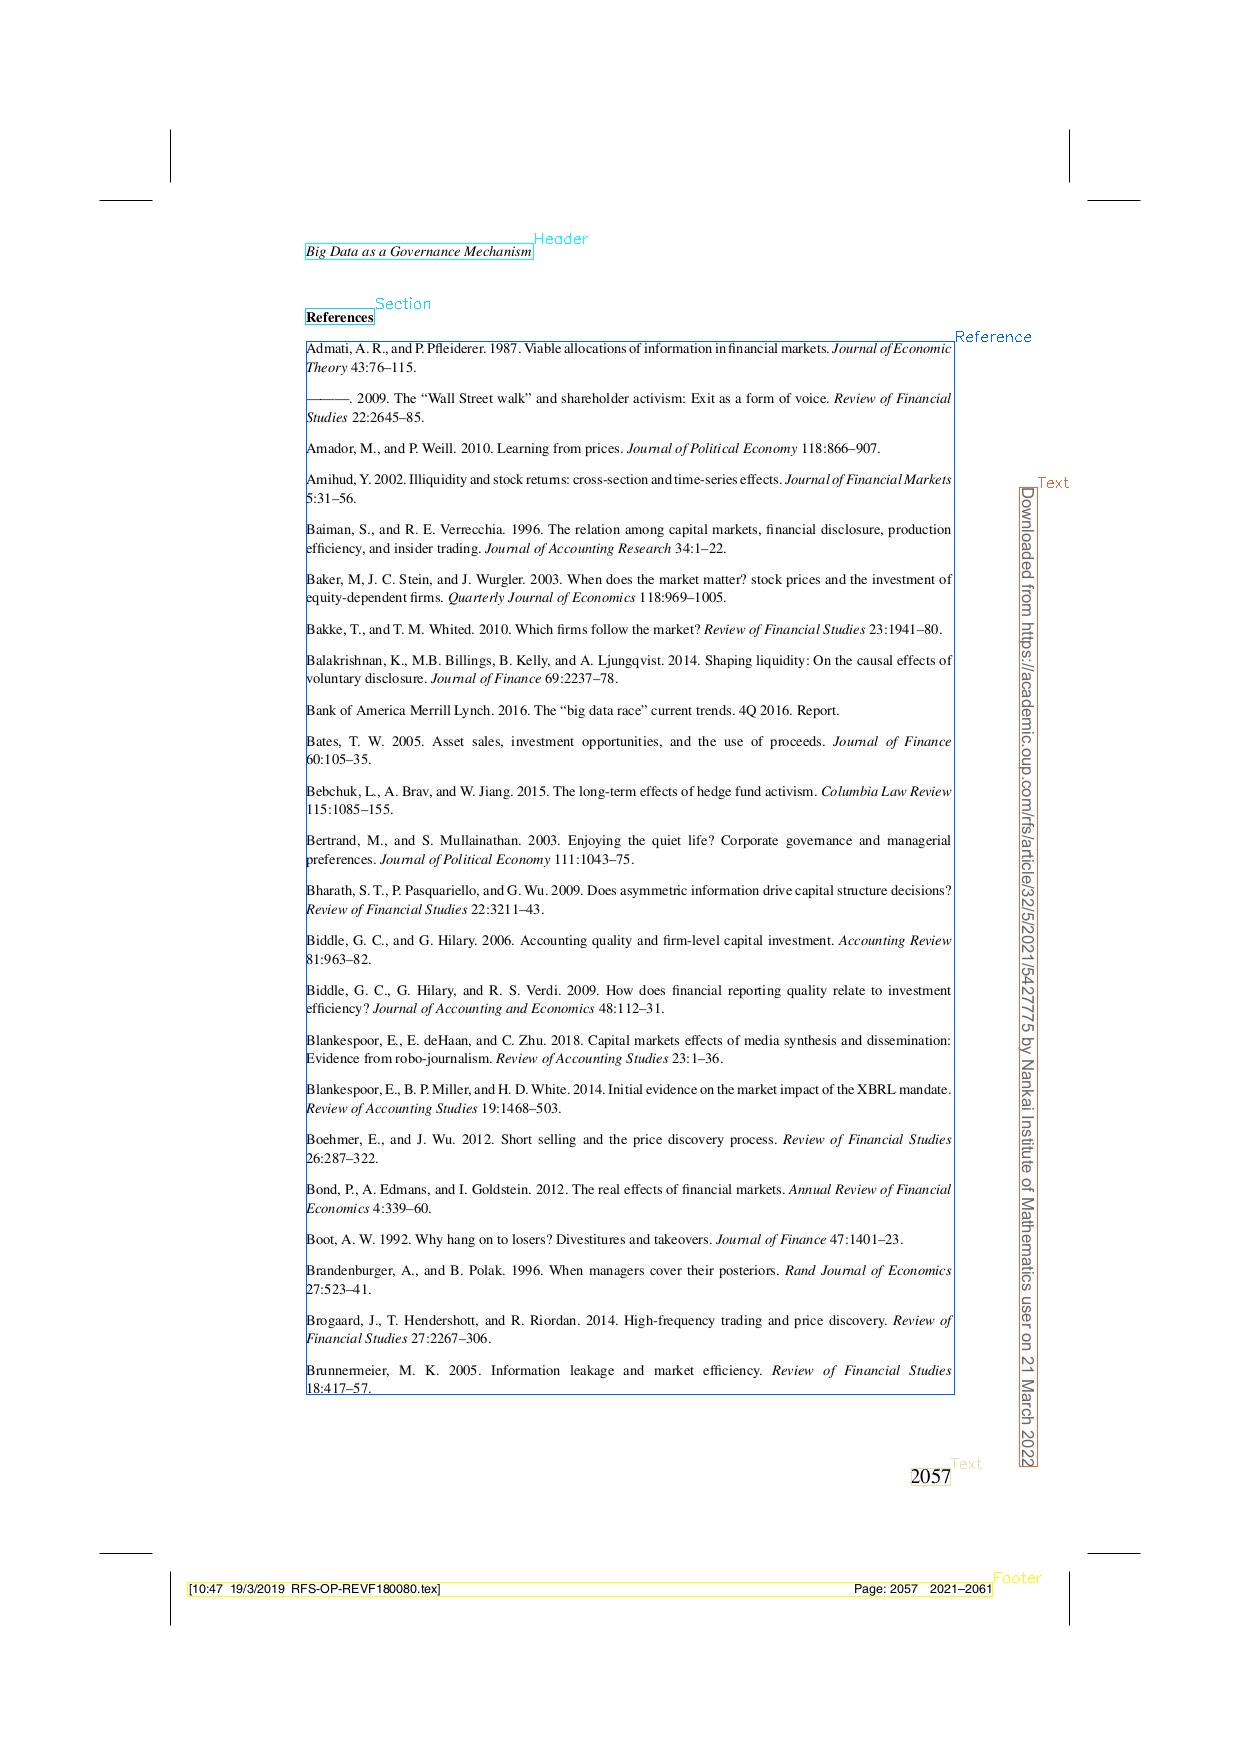 Header
Big Data as a Governance Mechanism
Section
References
Reference
Admati, A. R., and P. Pfleiderer. 1987. Viable allocations of information in financial markets. Journal of Economic
Theory 43:76–115.
———. 2009. The “Wall Street walk” and shareholder activism: Exit as a form of voice. Review of Financial
Studies 22:2645–85.
Amador, M., and P. Weill. 2010. Learning from prices. Journal of Political Economy 118:866–907.
Amihud, Y. 2002. Illiquidity and stock returns: cross-section and time-series effects. Journal of Financial Markets
5:31–56.
Baiman, S., and R. E. Verrecchia. 1996. The relation among capital markets, financial disclosure, production
efficiency, and insider trading. Journal of Accounting Research 34:1–22.
Baker, M, J. C. Stein, and J. Wurgler. 2003. When does the market matter? stock prices and the investment of
equity-dependent firms. Quarterly Journal of Economics 118:969–1005.
Bakke, T., and T. M. Whited. 2010. Which firms follow the market? Review of Financial Studies 23:1941–80.
Balakrishnan, K., M.B. Billings, B. Kelly, and A. Ljungqvist. 2014. Shaping liquidity: On the causal effects of
voluntary disclosure. Journal of Finance 69:2237–78.
Bank of America Merrill Lynch. 2016. The “big data race” current trends. 4Q 2016. Report.
Bates, T. W. 2005. Asset sales, investment opportunities, and the use of proceeds. Journal of Finance
60:105–35.
Bebchuk, L., A. Brav, and W. Jiang. 2015. The long-term effects of hedge fund activism. Columbia Law Review
115:1085–155.
Bertrand, M., and S. Mullainathan. 2003. Enjoying the quiet life? Corporate governance and managerial
preferences. Journal of Political Economy 111:1043–75.
Bharath, S. T., P. Pasquariello, and G. Wu. 2009. Does asymmetric information drive capital structure decisions?
Review of Financial Studies 22:3211–43.
Biddle, G. C., and G. Hilary. 2006. Accounting quality and firm-level capital investment. Accounting Review
81:963–82.
Biddle, G. C., G. Hilary, and R. S. Verdi. 2009. How does financial reporting quality relate to investment
efficiency? Journal of Accounting and Economics 48:112–31.
Blankespoor, E., E. deHaan, and C. Zhu. 2018. Capital markets effects of media synthesis and dissemination:
Evidence from robo-journalism. Review of Accounting Studies 23:1–36.
Blankespoor, E., B. P. Miller, and H. D. White. 2014. Initial evidence on the market impact of the XBRL mandate.
Review of Accounting Studies 19:1468–503.
Boehmer, E., and J. Wu. 2012. Short selling and the price discovery process. Review of Financial Studies
26:287–322.
Bond, P., A. Edmans, and I. Goldstein. 2012. The real effects of financial markets. Annual Review of Financial
Economics 4:339–60.
Boot, A. W. 1992. Why hang on to losers? Divestitures and takeovers. Journal of Finance 47:1401–23.
Brandenburger, A., and B. Polak. 1996. When managers cover their posteriors. Rand Journal of Economics
27:523–41.
Brogaard, J., T. Hendershott, and R. Riordan. 2014. High-frequency trading and price discovery. Review of
Financial Studies 27:2267–306.
Brunnermeier, M. K. 2005. Information leakage and market efficiency. Review of Financial Studies
18:417–57.
Text
Downloaded from https://academic.oup.com/rfs/article/32/5/2021/5427775 by Nankai Institute of Mathematics user on 21 March 2022
Text
2057
Footer
[10:47 19/3/2019 RFS-OP-REVF180080.tex] Page: 2057 2021–2061